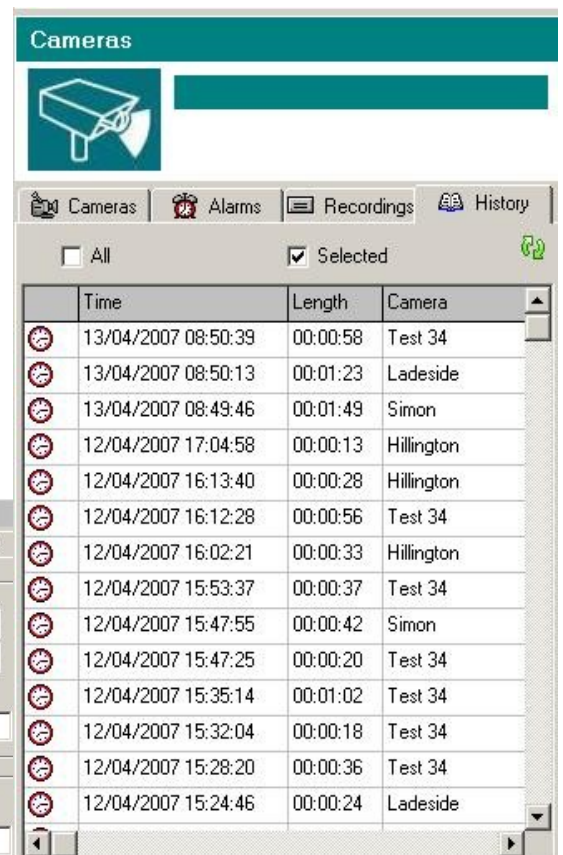 Cameras
Cameras Alarms Recordings History
All Selected
Time Length Camera
13/04/2007 08:50:39 00:00:58 Test 34
13/04/2007 08:50:13 00:01:23 Ladeside
13/04/2007 08:49:46 00:01:49 Simon
12/04/2007 17:04:58 00:00:13 Hillington
12/04/2007 16:13:40 00:00:28 Hillington
12/04/2007 16:12:28 00:00:56 Test 34
12/04/2007 16:02:21 00:00:33 Hillington
12/04/2007 15:53:37 00:00:37 Test 34
12/04/2007 15:47:55 00:00:42 Simon
12/04/2007 15:47:25 00:00:20 Test 34
12/04/2007 15:35:14 00:01:02 Test 34
12/04/2007 15:32:04 00:00:18 Test 34
12/04/2007 15:28:20 00:00:36 Test 34
12/04/2007 15:24:46 00:00:24 Ladeside